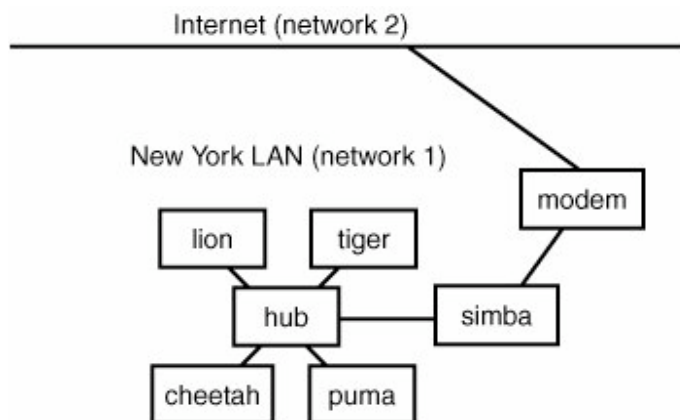 Internet (network 2)
New York LAN (network 1)
modem
lion
tiger
hub
simba
cheetah
puma